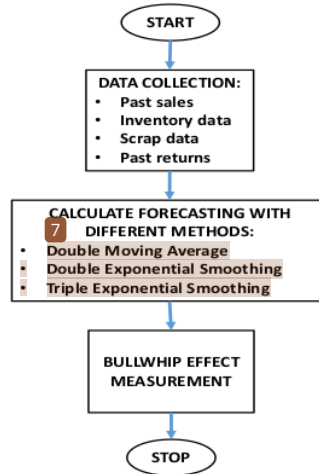 START
DATA COLLECTION:
• Past sales
• Inventory data
• Scrap data
• Past returns
CALCULATE FORECASTING WITH
7 DIFFERENT METHODS:
• Double Moving Average
• Double Exponential Smoothing
• Triple Exponential Smoothing
BULLWHIP EFFECT
MEASUREMENT
STOP